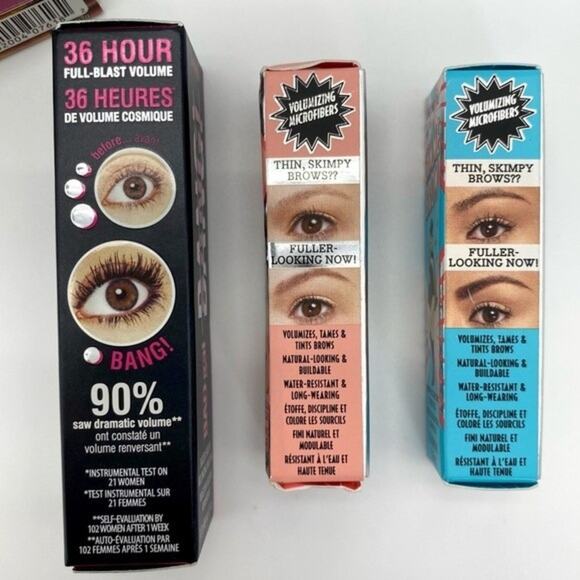 36 HOUR
FULL-BLAST VOLUME
36 HEURES*
DE VOLUME COSMIQUE
before... avant
BANG!
90%
saw dramatic volume**
ont constaté un
volume renversant**
*INSTRUMENTAL TEST ON
21 WOMEN
*TEST INSTRUMENTAL SUR
21 FEMMES
**SELF-EVALUATION BY
102 WOMEN AFTER 1 WEEK
**AUTO-ÉVALUATION PAR
102 FEMMES APRÈS 1 SEMAINE
VOLUMIZING
MICROFIBERS
THIN, SKIMPY
BROWS??
FULLER-
LOOKING NOW!
VOLUMIZES, TAMES &
TINTS BROWS
NATURAL-LOOKING &
BUILDABLE
WATER-RESISTANT &
LONG-WEARING
ÉTOFFE, DISCIPLINE ET
COLORE LES SOURCILS
FINI NATUREL ET
MODULABLE
RÉSISTANT À L'EAU ET
HAUTE TENUE
VOLUMIZING
MICROFIBERS
THIN, SKIMPY
BROWS??
FULLER-
LOOKING NOW!
VOLUMIZES, TAMES &
TINTS BROWS
NATURAL-LOOKING &
BUILDABLE
WATER-RESISTANT &
LONG-WEARING
ÉTOFFE, DISCIPLINE ET
COLORE LES SOURCILS
FINI NATUREL ET
MODULABLE
RÉSISTANT À L'EAU ET
HAUTE TENUE